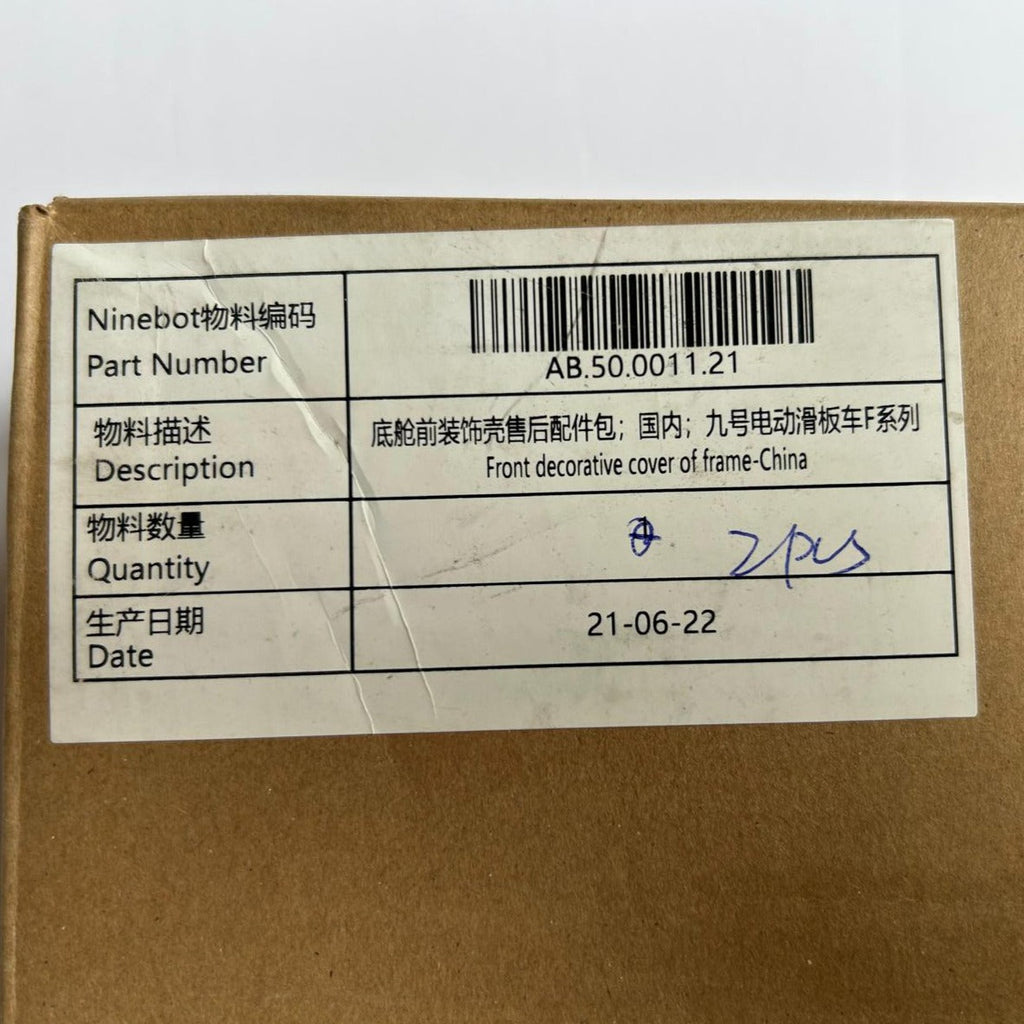 Ninebot物料编码
Part Number
AB.50.0011.21
物料描述
Description
底舱前装饰壳售后配件包；国内；九号电动滑板车F系列
Front decorative cover of frame-China
物料数量
Quantity
2pcs
生产日期
Date
21-06-22